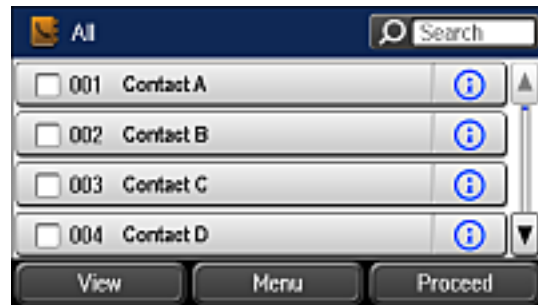 All Search
001 Contact A
002 Contact B
003 Contact C
004 Contact D
View Menu Proceed